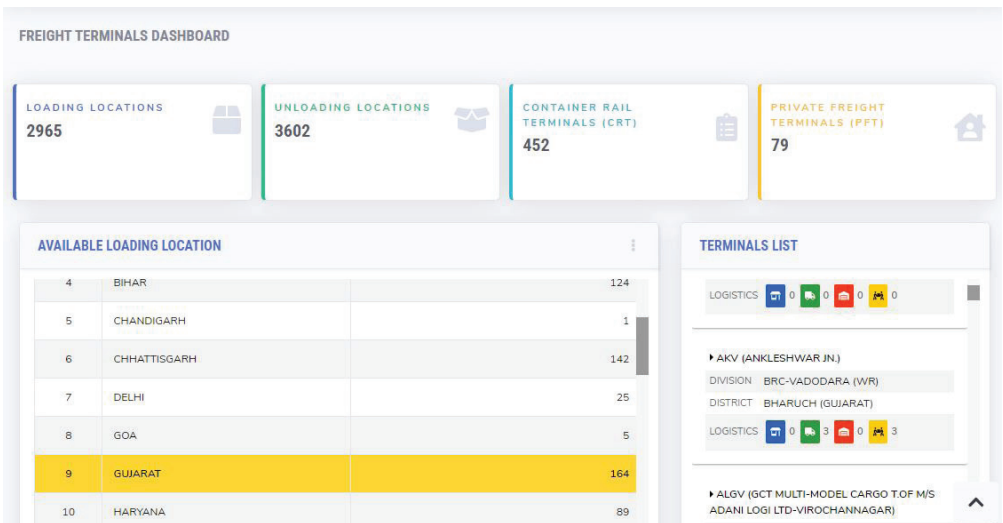 FREIGHT TERMINALS DASHBOARD
LOADING LOCATIONS
2965
UNLOADING LOCATIONS
3602
CONTAINER RAIL
TERMINALS (CRT)
452
PRIVATE FREIGHT
TERMINALS (PFT)
79
AVAILABLE LOADING LOCATION
4 BIHAR 124
5 CHANDIGARH 1
6 CHHATTISGARH 142
7 DELHI 25
8 GOA 5
9 GUJARAT 164
10 HARYANA 89
TERMINALS LIST
LOGISTICS 0 0 0 0
AKV (ANKLESHWAR JN.)
DIVISION BRC-VADODARA (WR)
DISTRICT BHARUCH (GUJARAT)
LOGISTICS 0 3 0 3
ALGV (GCT MULTI-MODEL CARGO T.OF M/S
ADANI LOGI LTD-VIROCHANNAGAR)